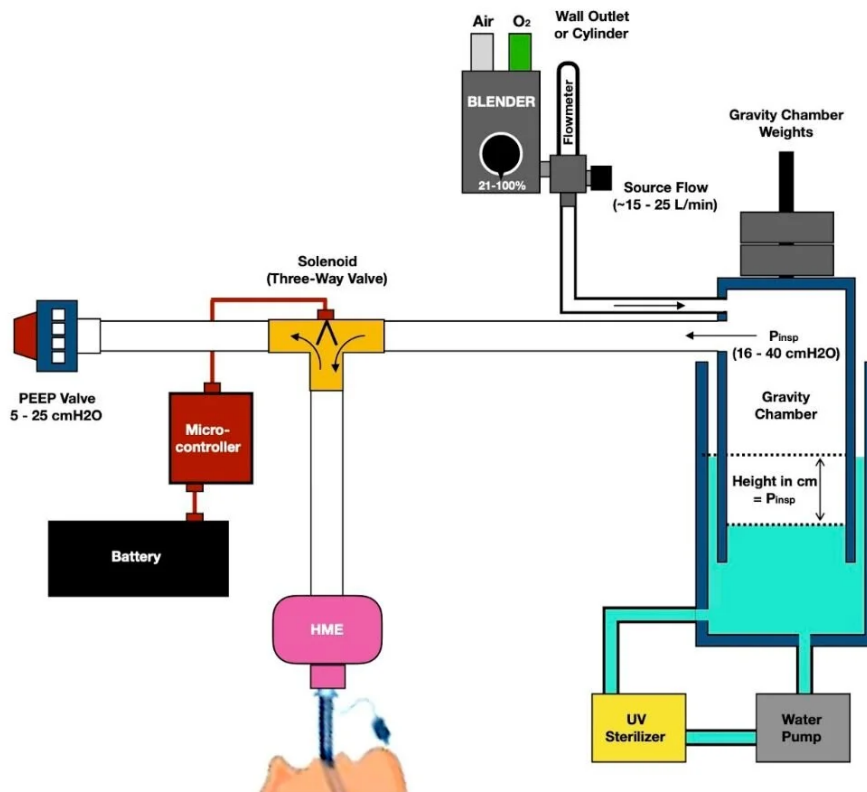 Air O₂
Wall Outlet
or Cylinder
BLENDER
21-100%
Flowmeter
Source Flow
(~15 - 25 L/min)
Gravity Chamber
Weights
Solenoid
(Three-Way Valve)
Pinsp
(16 - 40 cmH2O)
PEEP Valve
5 - 25 cmH2O
Micro-
controller
Gravity
Chamber
Height in cm
= Pinsp
Battery
HME
UV
Sterilizer
Water
Pump